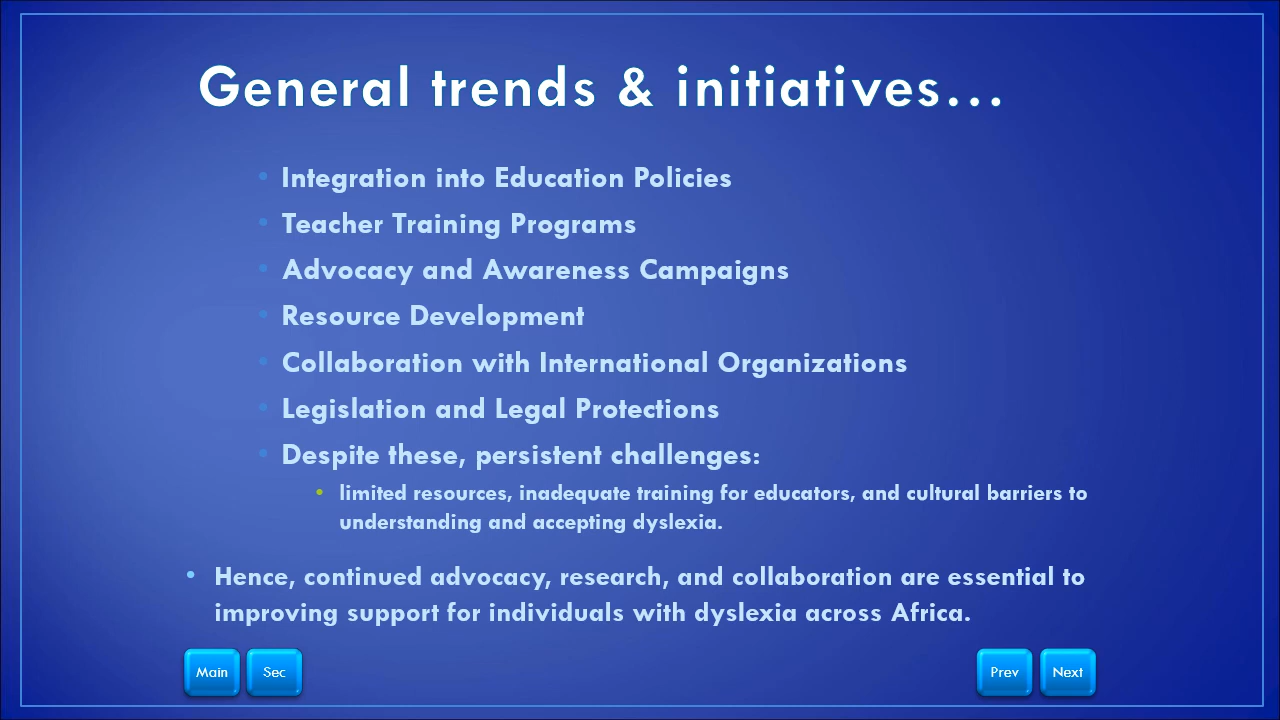 General trends & initiatives…
• Integration into Education Policies
• Teacher Training Programs
• Advocacy and Awareness Campaigns
• Resource Development
• Collaboration with International Organizations
• Legislation and Legal Protections
• Despite these, persistent challenges:
• limited resources, inadequate training for educators, and cultural barriers to
understanding and accepting dyslexia.
• Hence, continued advocacy, research, and collaboration are essential to
improving support for individuals with dyslexia across Africa.
Main Sec Prev Next